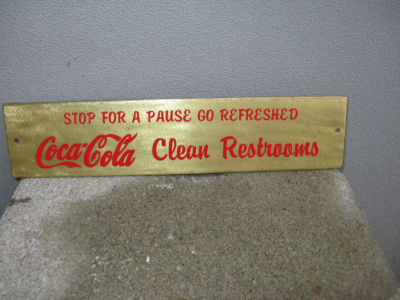 STOP FOR A PAUSE GO REFRESHED
Coca-Cola Clean Restrooms